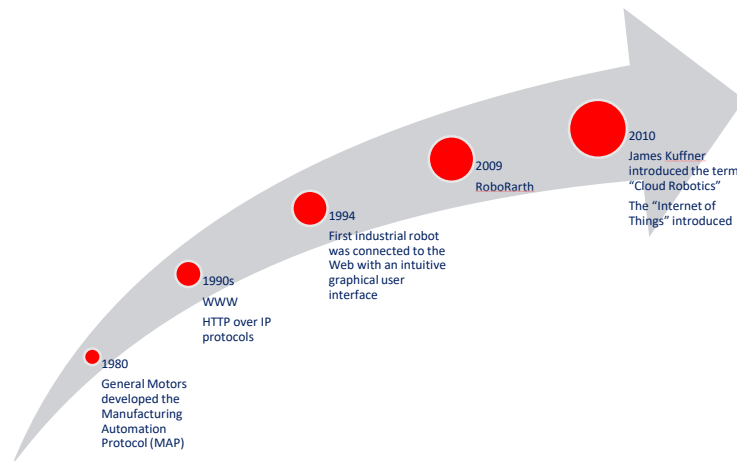 1980
General Motors
developed the
Manufacturing
Automation
Protocol (MAP)
1990s
WWW
HTTP over IP
protocols
1994
First industrial robot
was connected to the
Web with an intuitive
graphical user
interface
2009
RoboRarth
2010
James Kuffner
introduced the term
“Cloud Robotics”
The “Internet of
Things” introduced